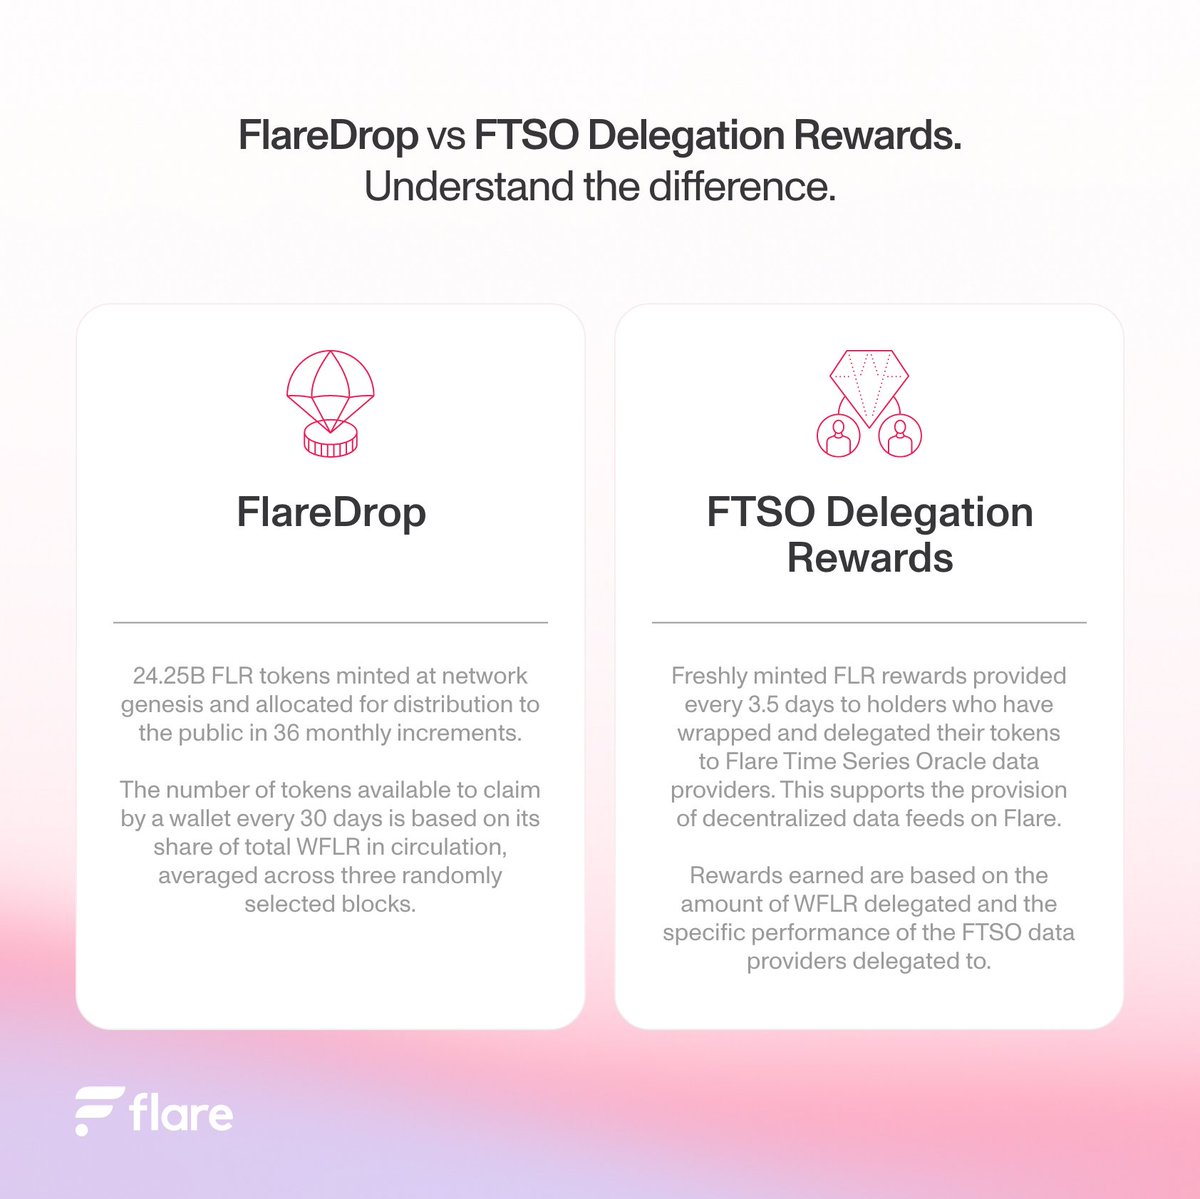 FlareDrop vs FTSO Delegation Rewards.
Understand the difference.
FlareDrop
24.25B FLR tokens minted at network
genesis and allocated for distribution to
the public in 36 monthly increments.
The number of tokens available to claim
by a wallet every 30 days is based on its
share of total WFLR in circulation,
averaged across three randomly
selected blocks.
FTSO Delegation
Rewards
Freshly minted FLR rewards provided
every 3.5 days to holders who have
wrapped and delegated their tokens
to Flare Time Series Oracle data
providers. This supports the provision
of decentralized data feeds on Flare.
Rewards earned are based on the
amount of WFLR delegated and the
specific performance of the FTSO data
providers delegated to.
flare